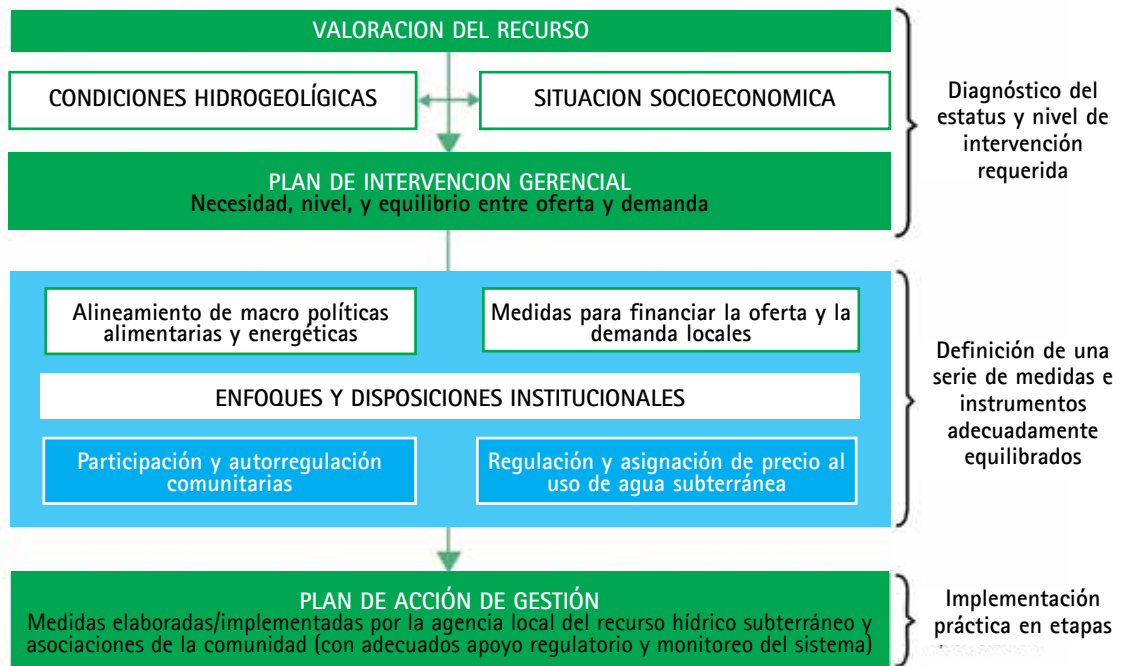 VALORACION DEL RECURSO
CONDICIONES HIDROGEOLÍGICAS
SITUACION SOCIOECONOMICA
PLAN DE INTERVENCION GERENCIAL
Necesidad, nivel, y equilibrio entre oferta y demanda
Diagnóstico del
estatus y nivel de
intervención
requerida
Alineamiento de macro políticas
alimentarias y energéticas
Medidas para financiar la oferta y la
demanda locales
ENFOQUES Y DISPOSICIONES INSTITUCIONALES
Participación y autorregulación
comunitarias
Regulación y asignación de precio al
uso de agua subterránea
Definición de una
serie de medidas e
instrumentos
adecuadamente
equilibrados
PLAN DE ACCIÓN DE GESTIÓN
Medidas elaboradas/implementadas por la agencia local del recurso hídrico subterráneo y
asociaciones de la comunidad (con adecuados apoyo regulatorio y monitoreo del sistema)
Implementación
práctica en etapas